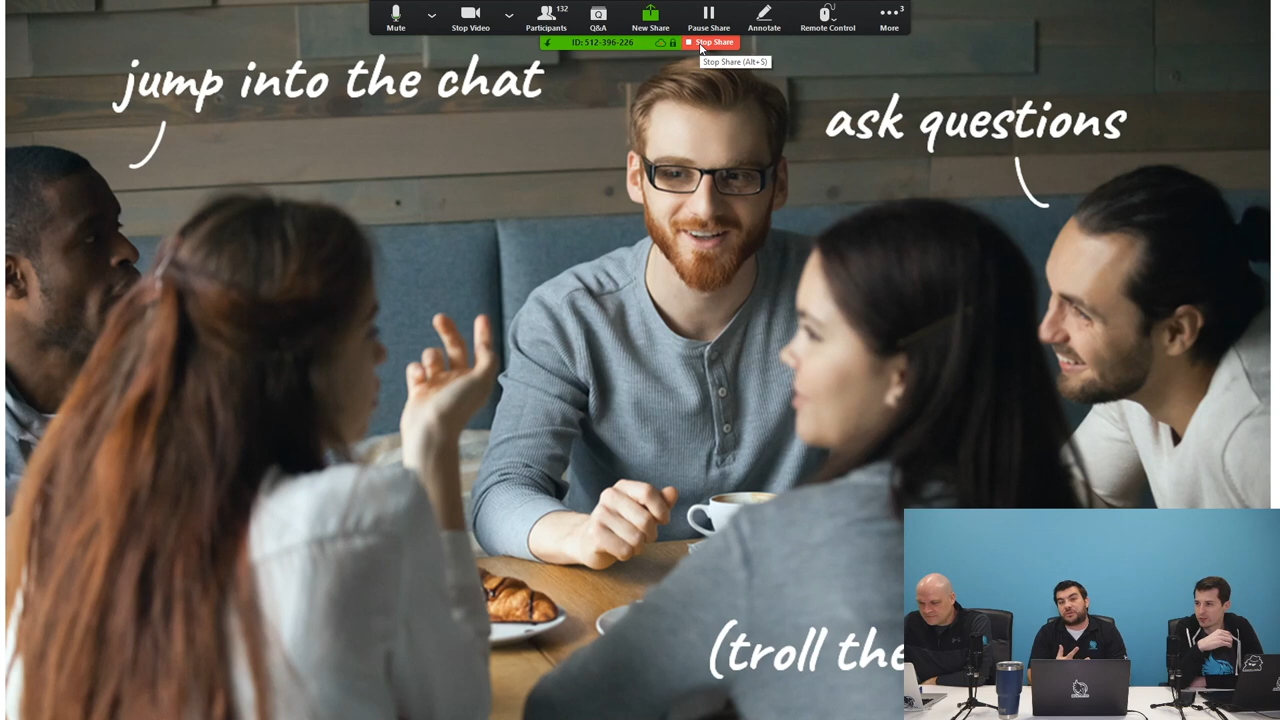 132
3
Mute
Stop Video
Participants
Q&A
New Share
Pause Share
Annotate
Remote Control
More
ID: 512-396-226
Stop Share
Stop Share (Alt+S)
jump into the chat
ask questions
(troll the